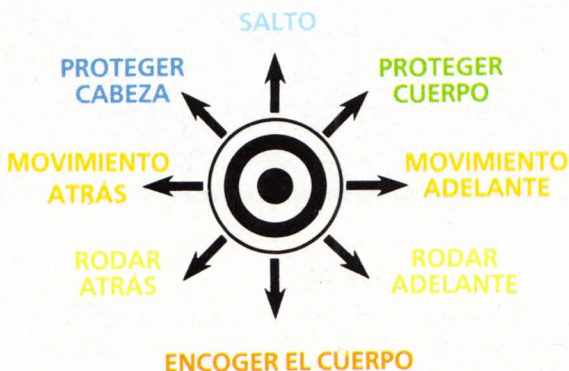 SALTO
PROTEGER
CABEZA
PROTEGER
CUERPO
MOVIMIENTO
ATRÁS
MOVIMIENTO
ADELANTE
RODAR
ATRÁS
RODAR
ADELANTE
ENCOGER EL CUERPO